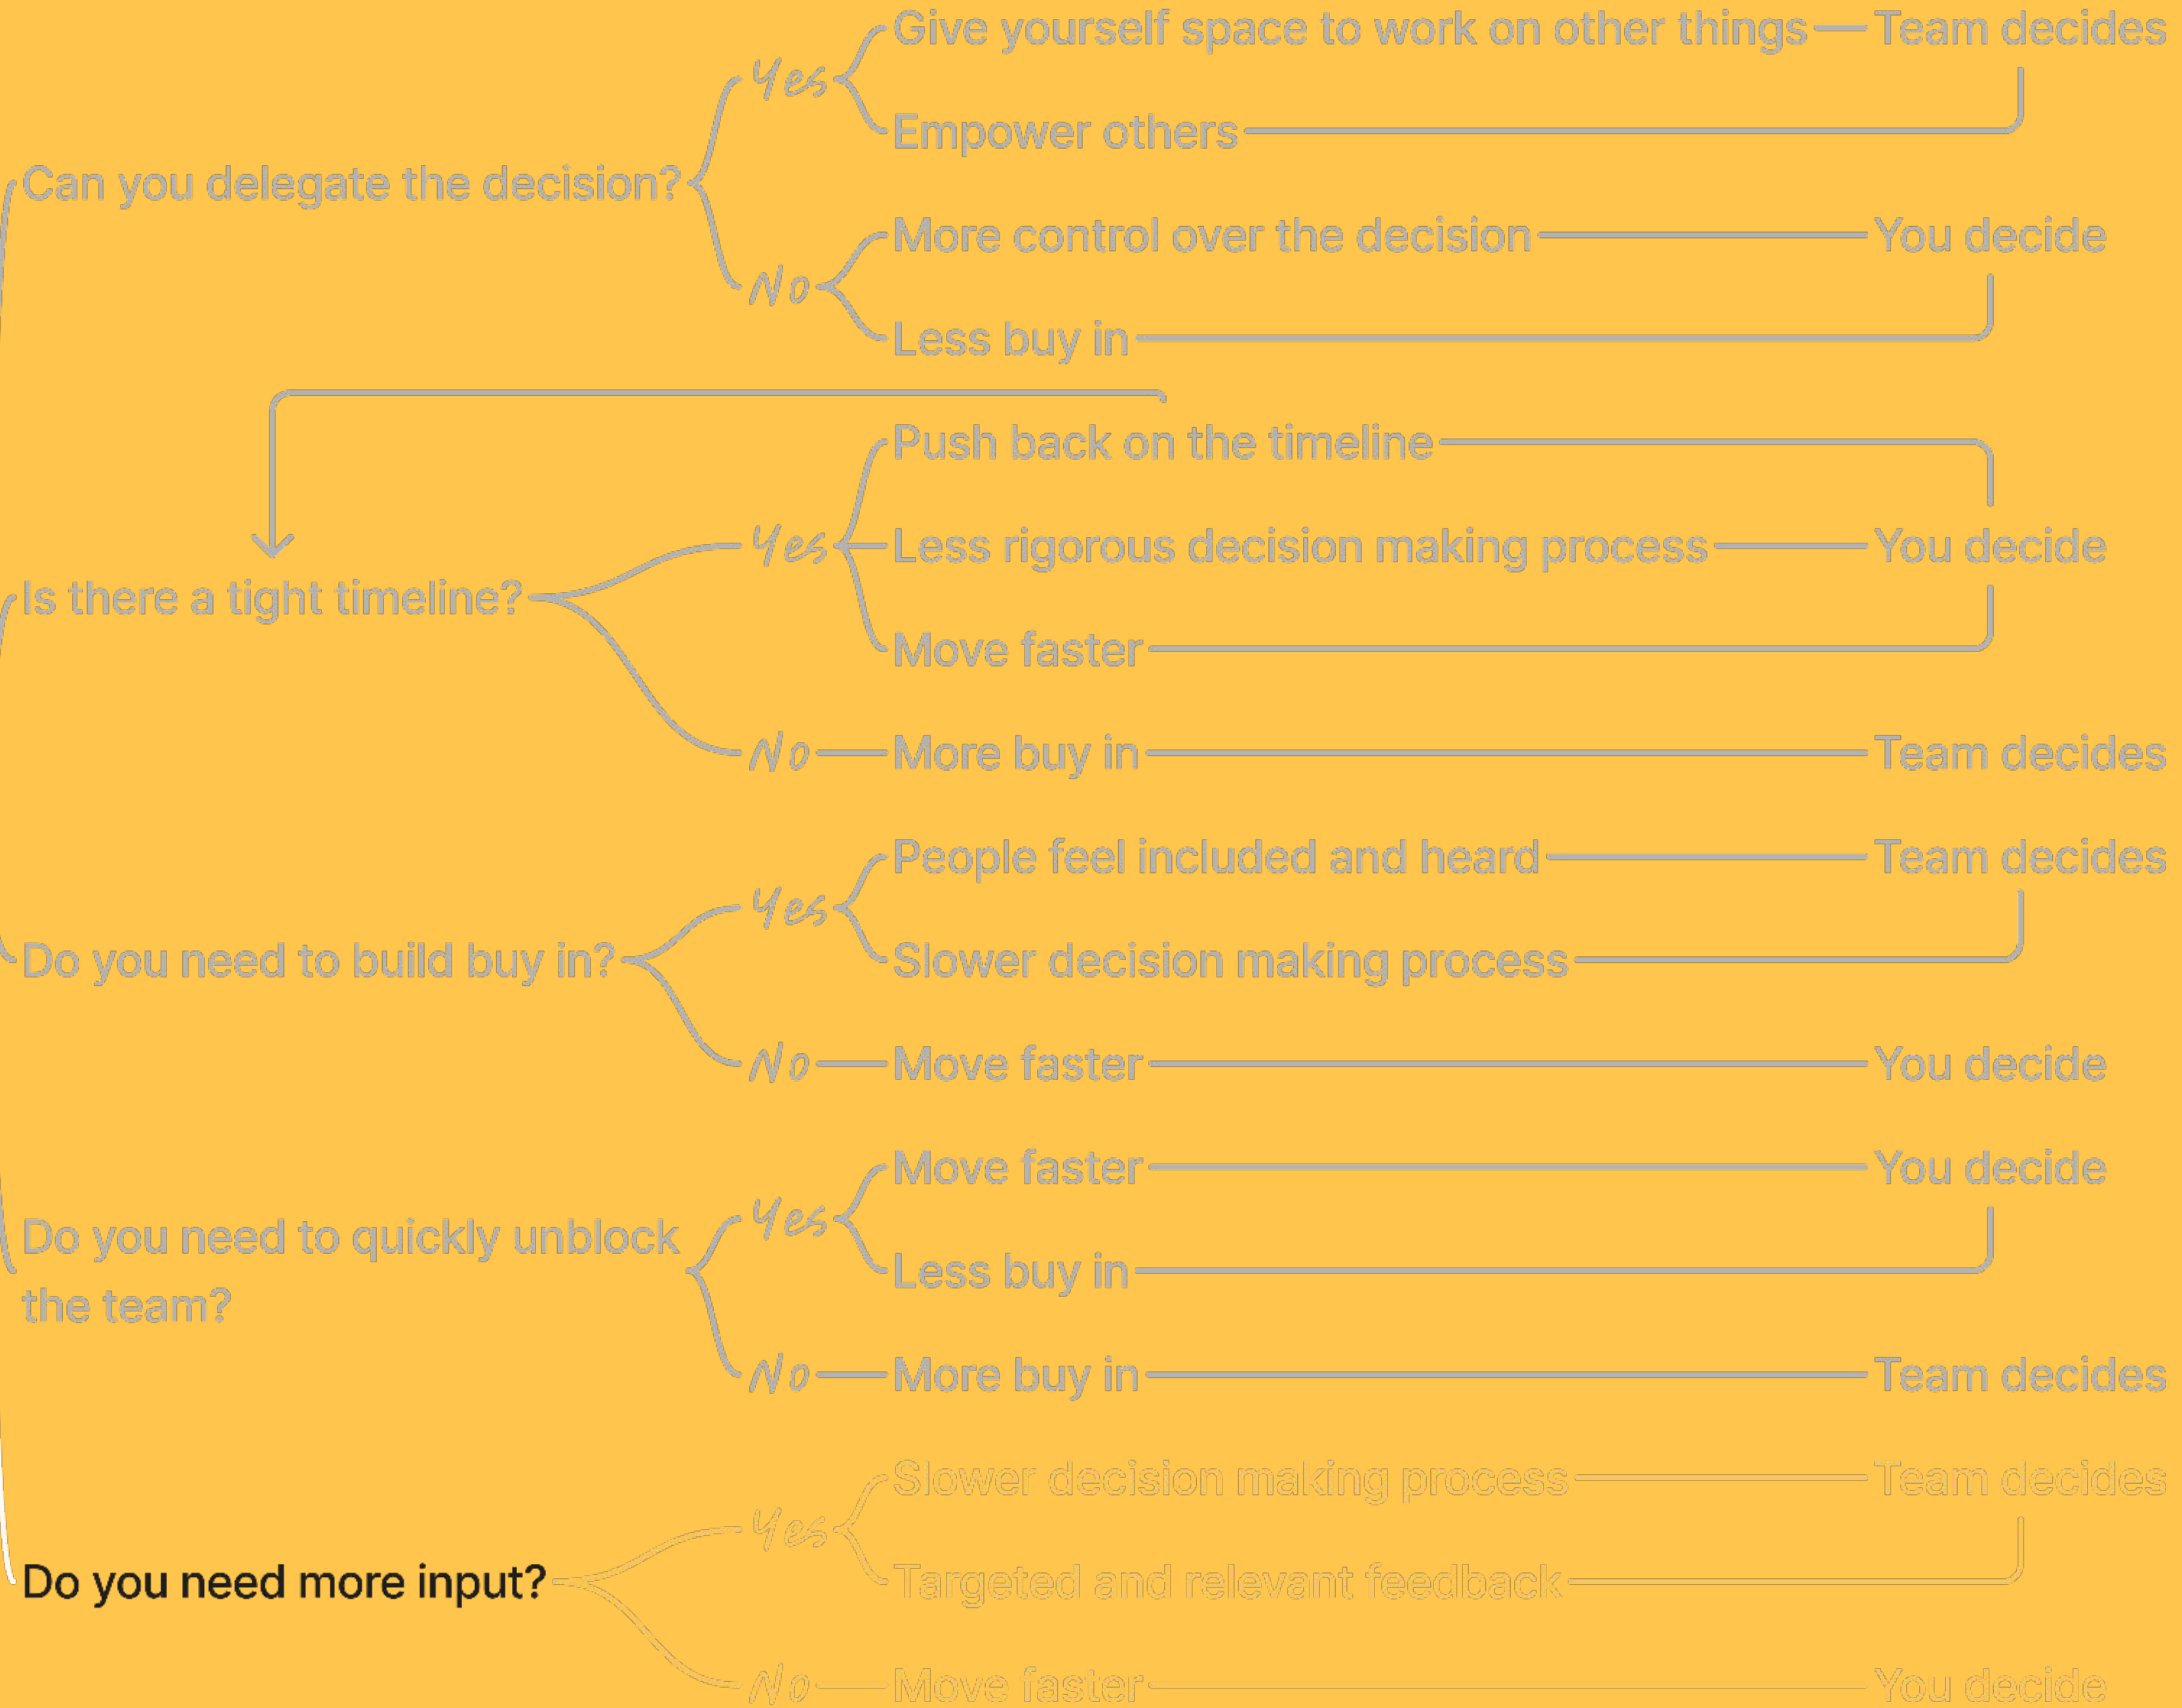 Give yourself space to work on other things
Team decides
Yes
Empower others
Can you delegate the decision?
More control over the decision
You decide
No
Less buy in
Push back on the timeline
Yes
Less rigorous decision making process
You decide
Is there a tight timeline?
Move faster
No
More buy in
Team decides
People feel included and heard
Team decides
Yes
Do you need to build buy in?
Slower decision making process
No
Move faster
You decide
Move faster
You decide
Yes
Do you need to quickly unblock
the team?
Less buy in
No
More buy in
Team decides
Slower decision making process
Team decides
Yes
Do you need more input?
Targeted and relevant feedback
No
Move faster
You decide